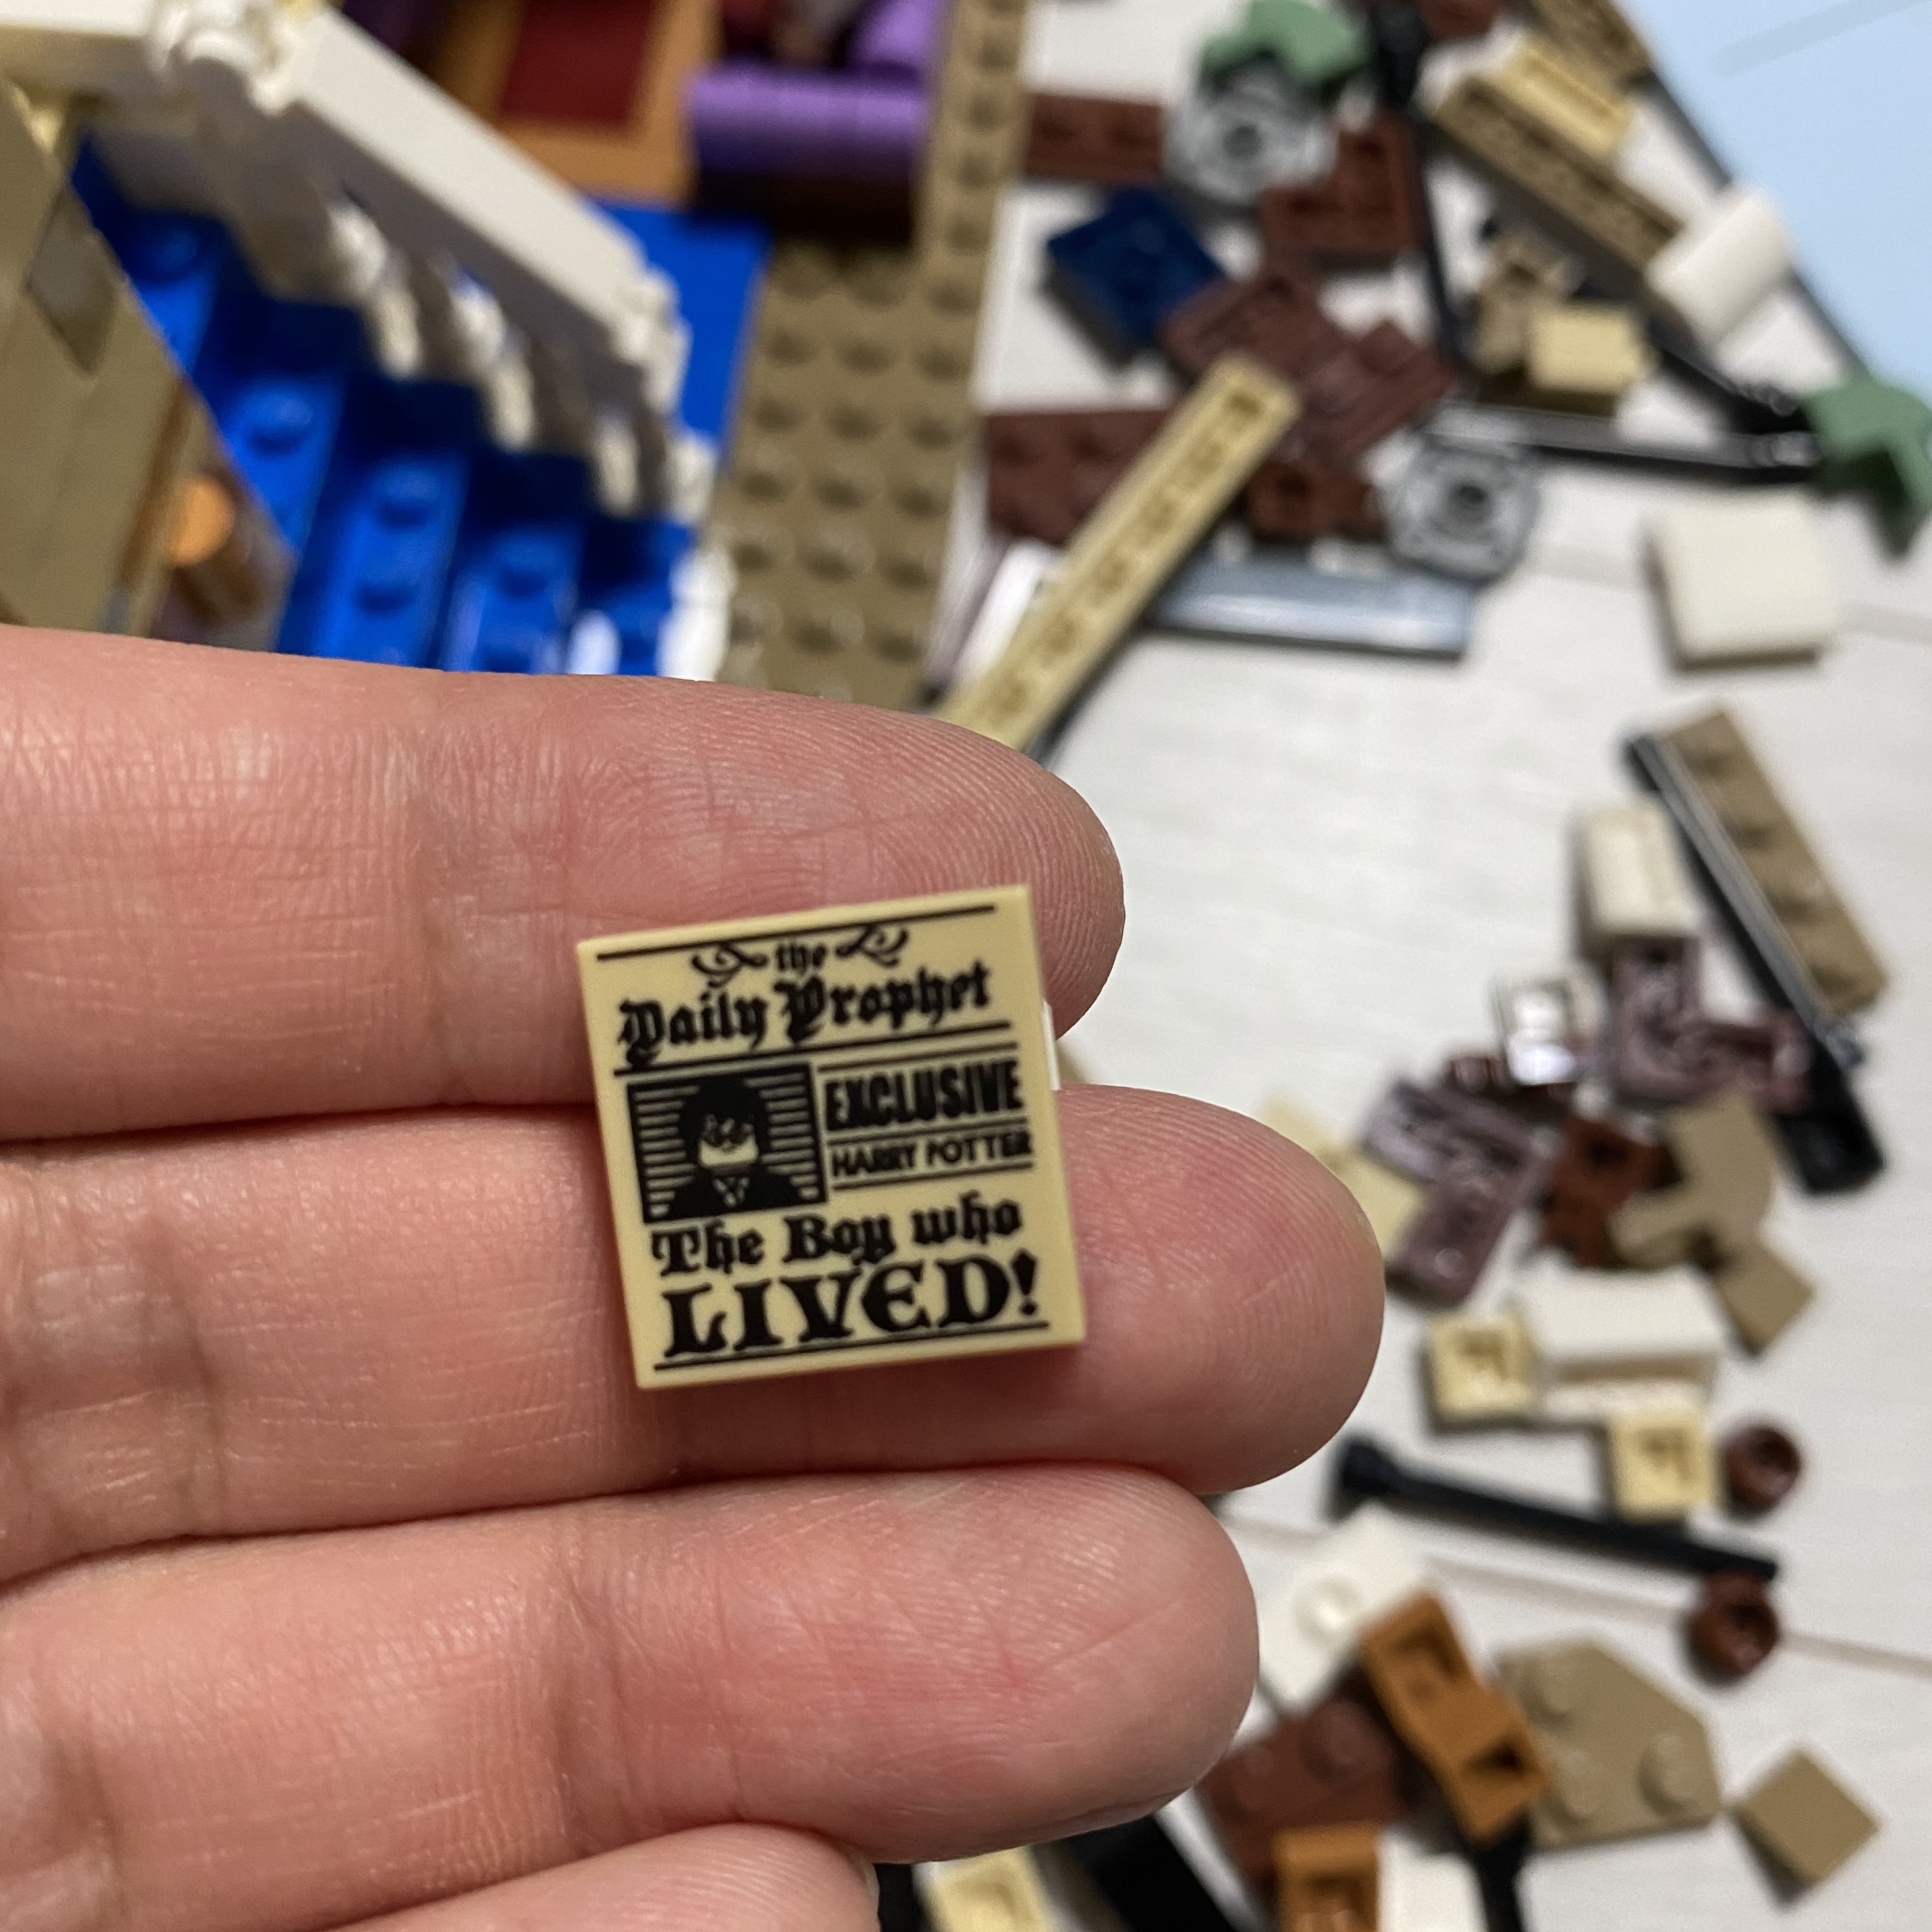 the
Daily Prophet
EXCLUSIVE
HARRY POTTER
The Boy who
LIVED!